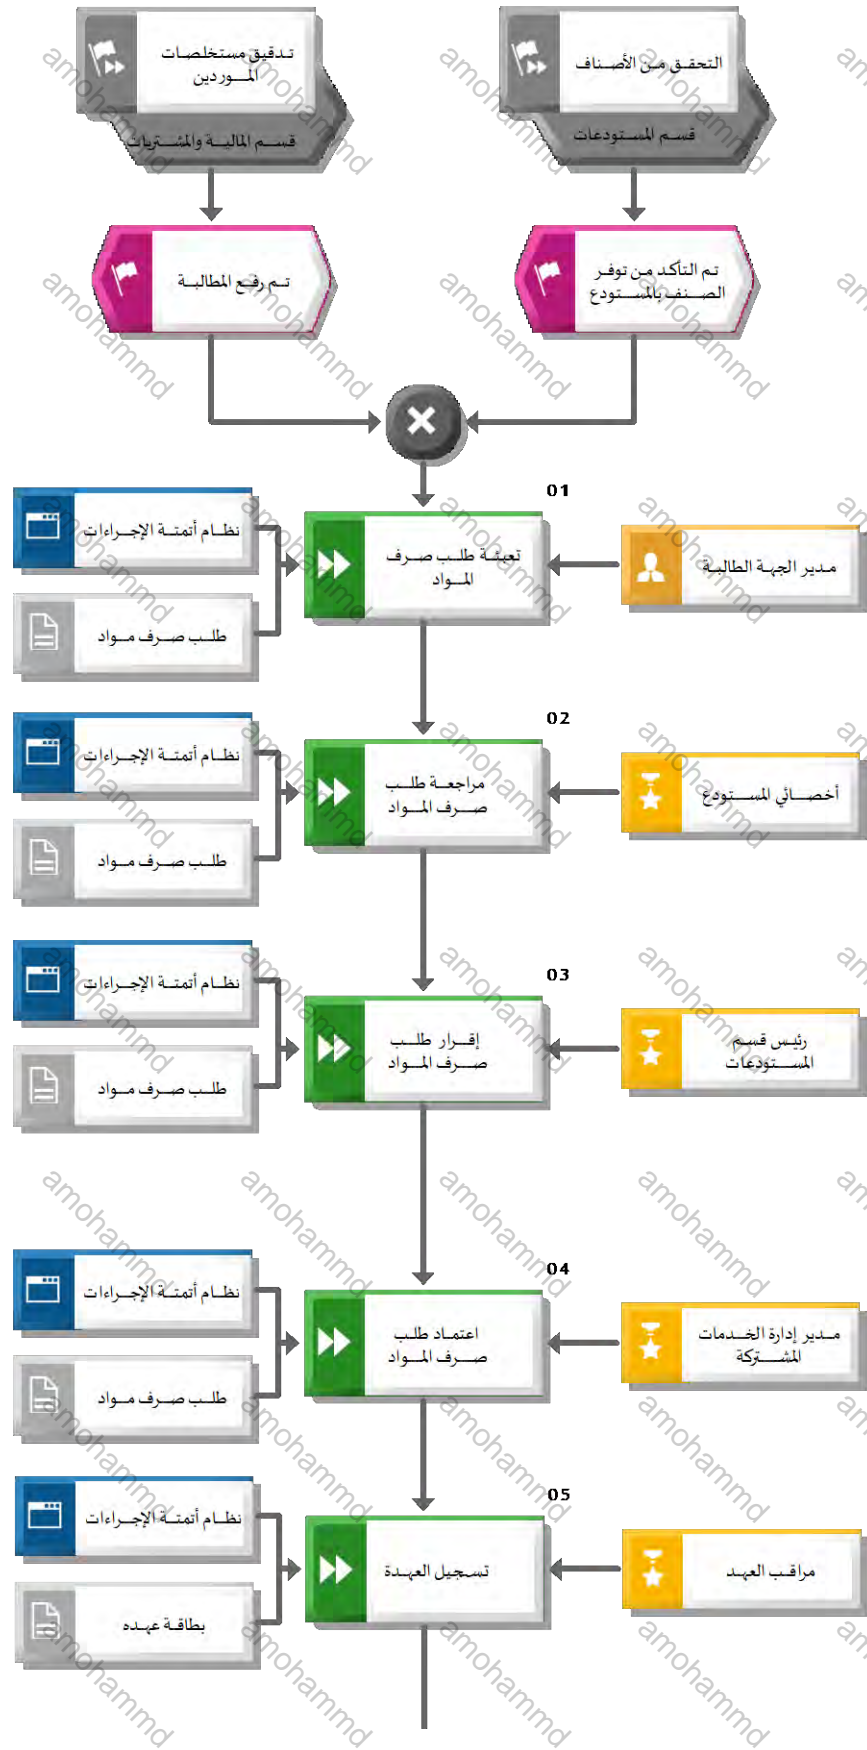 التحقق من الأصناف
قسم المستودعات
تدقيق مستخلصات
الموردين
قسم المالية والمشتريات
تم التأكد من توفر
الصنف بالمستودع
تم رفع المطالبة
01
مدير الجهة الطالبة
تعبئة طلب صرف
المواد
نظام أتمتة الإجراءات
طلب صرف مواد
02
أخصائي المستودع
مراجعة طلب
صرف المواد
نظام أتمتة الإجراءات
طلب صرف مواد
03
رئيس قسم
المستودعات
إقرار طلب
صرف المواد
نظام أتمتة الإجراءات
طلب صرف مواد
04
مدير إدارة الخدمات
المشتركة
اعتماد طلب
صرف المواد
نظام أتمتة الإجراءات
طلب صرف مواد
05
مراقب العهد
تسجيل العهدة
نظام أتمتة الإجراءات
بطاقة عهده
amohammd